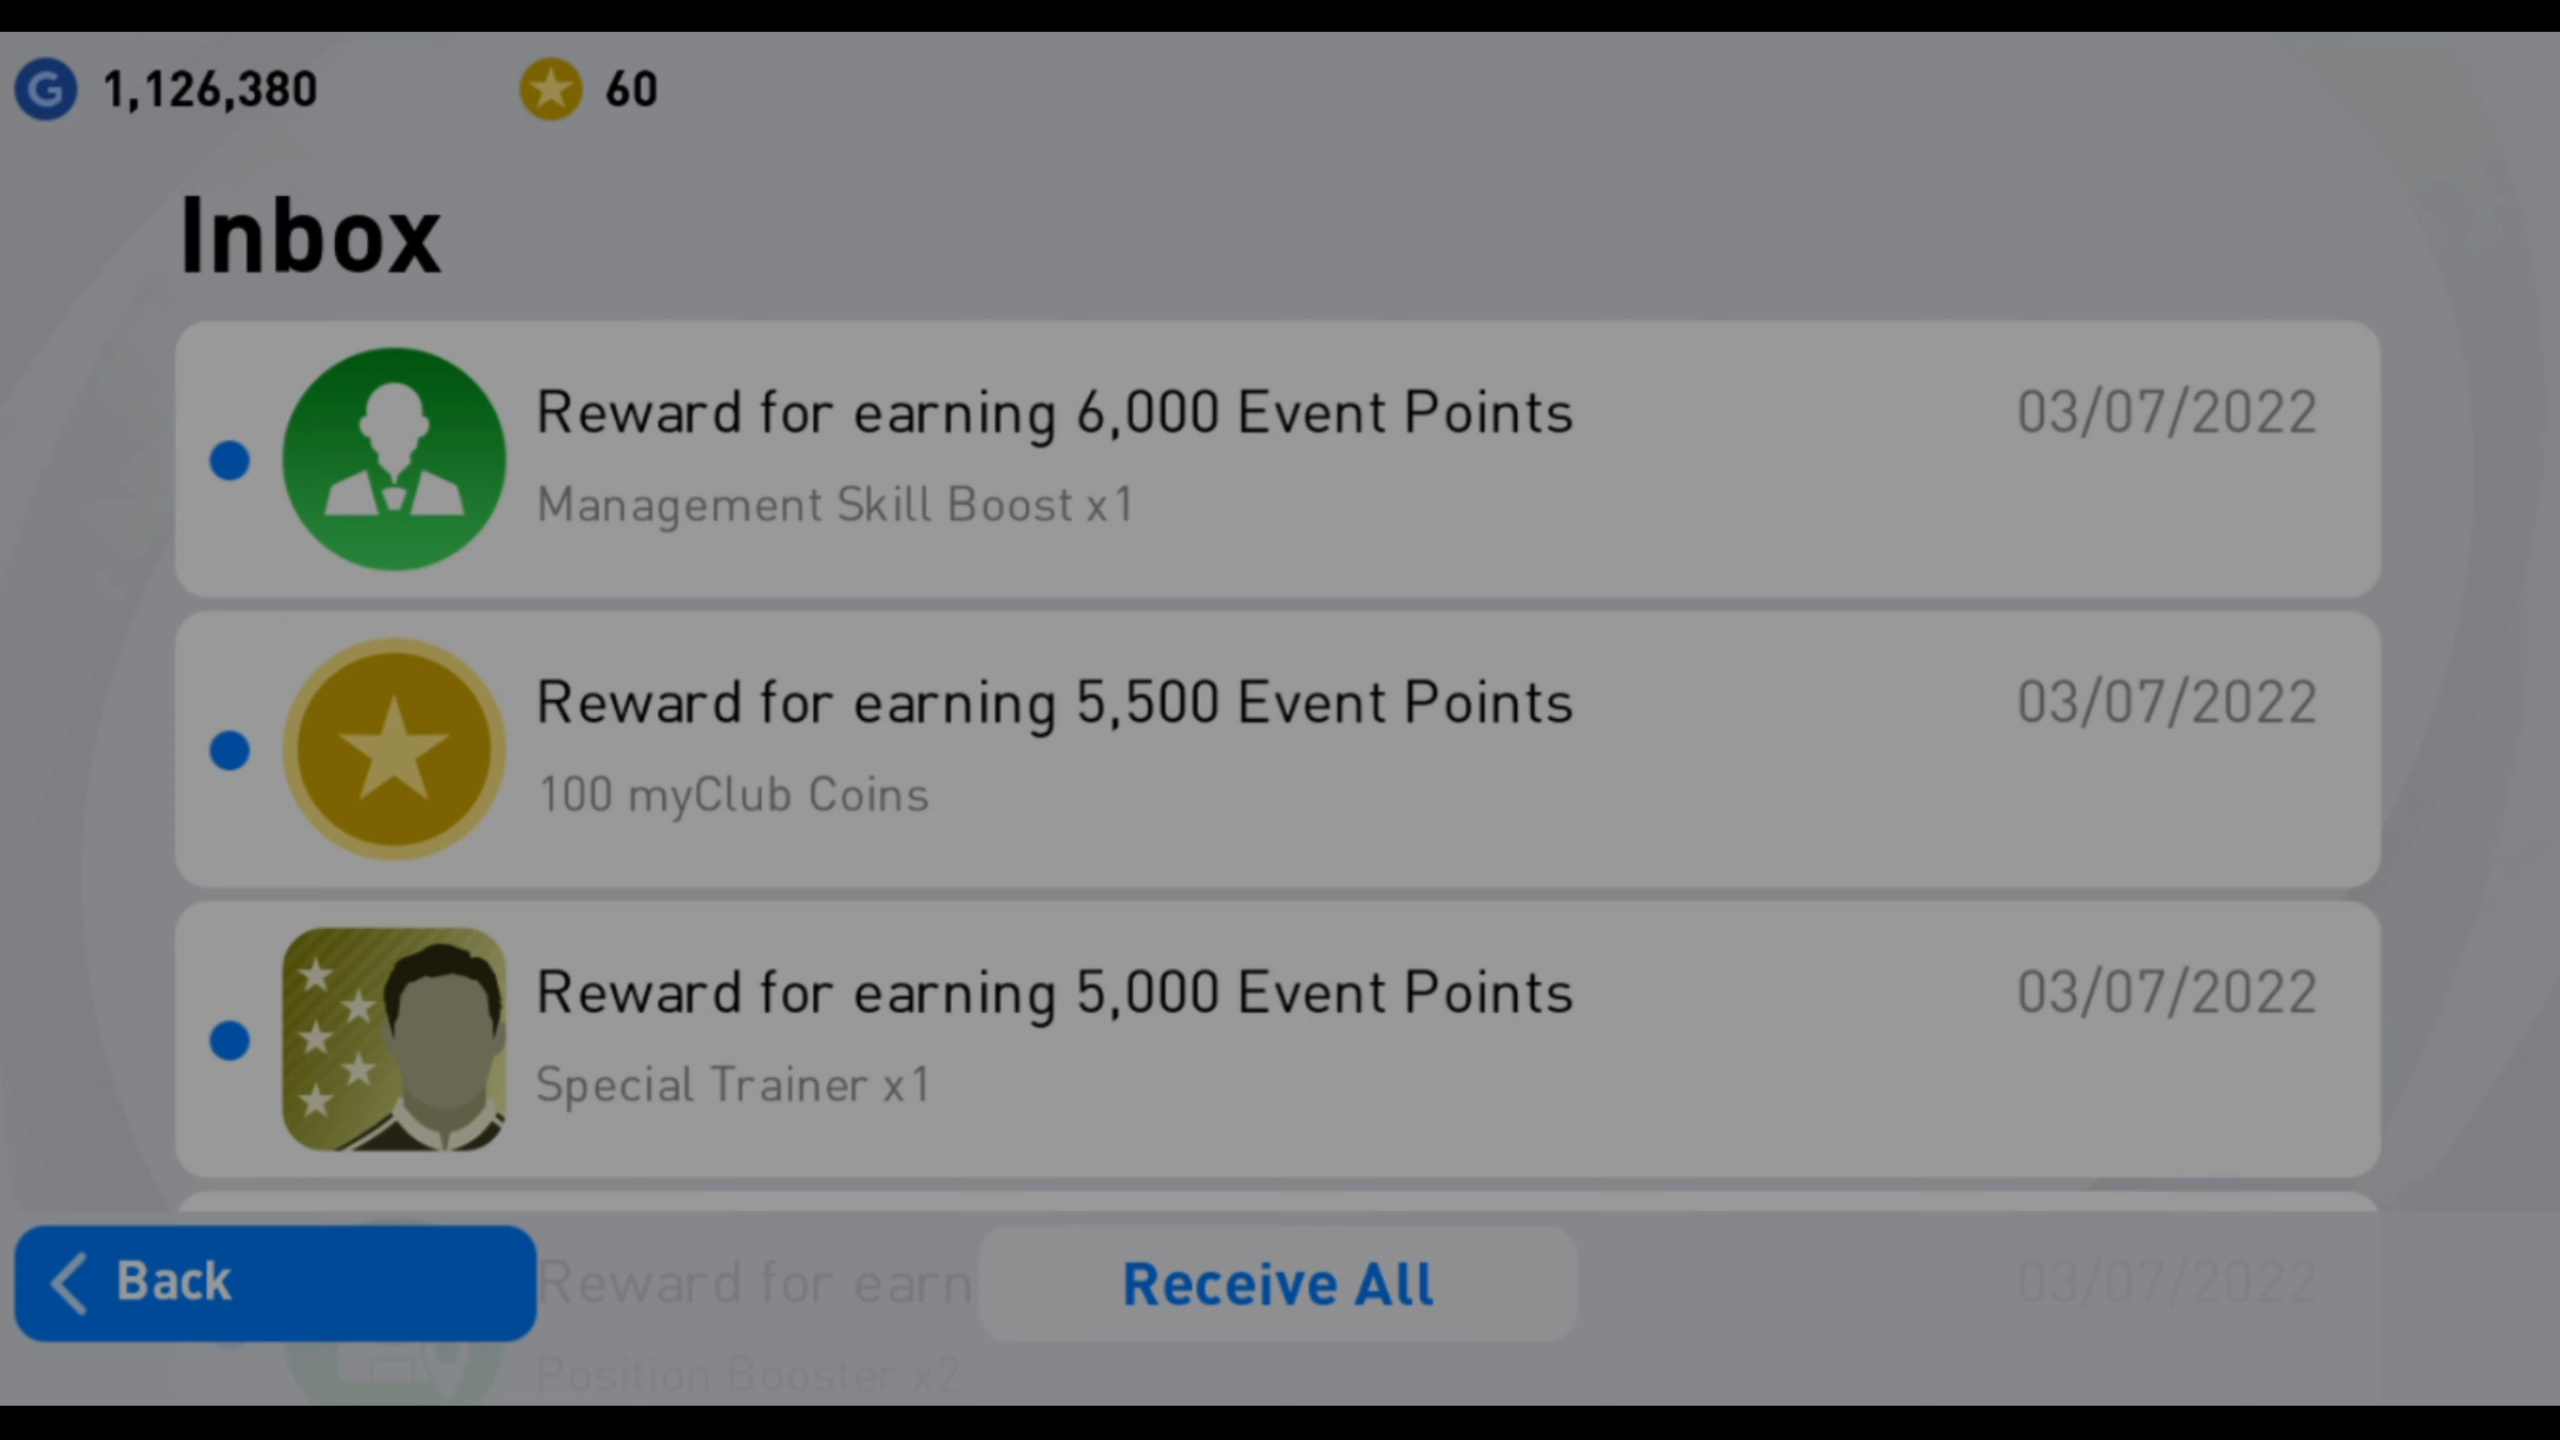 G 1,126,380 60
Inbox
Reward for earning 6,000 Event Points 03/07/2022
Management Skill Boost x1
Reward for earning 5,500 Event Points 03/07/2022
100 myClub Coins
Reward for earning 5,000 Event Points 03/07/2022
Special Trainer x1
Back Reward for earn Receive All 03/07/2022
Position Booster x2